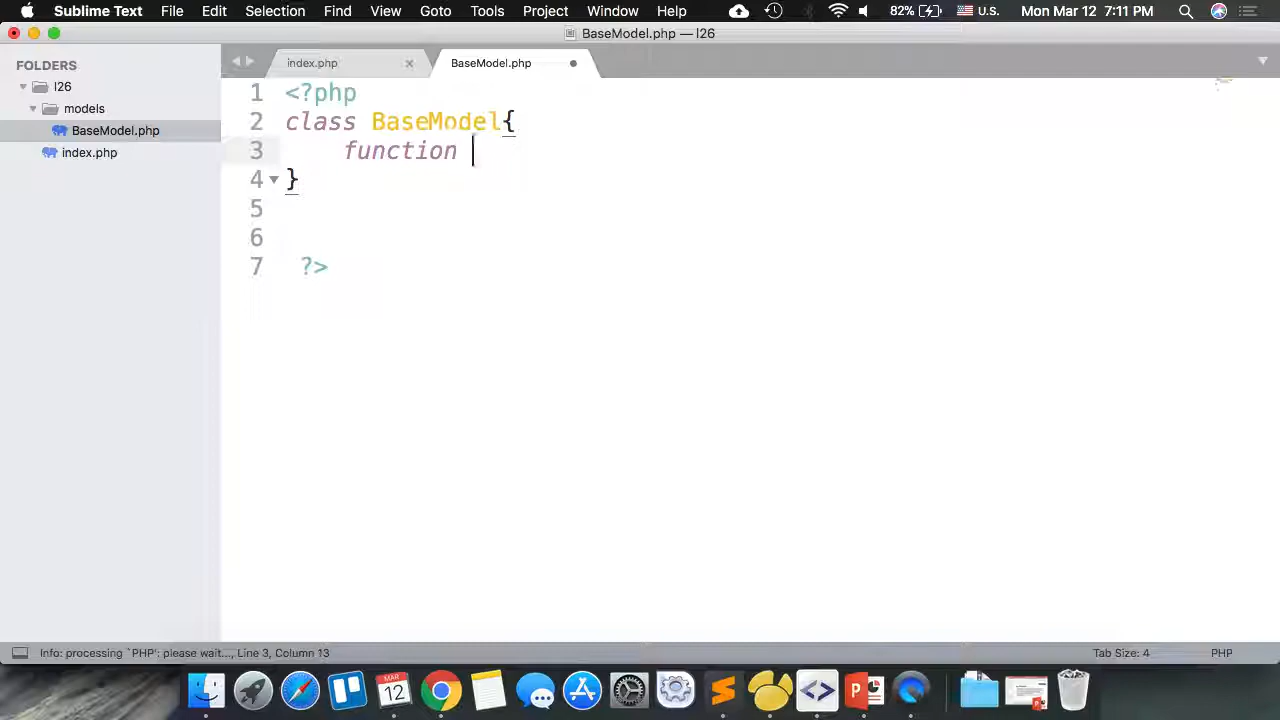 Sublime Text File Edit Selection Find View Goto Tools Project Window Help 82% U.S. Mon Mar 12 7:11 PM
BaseModel.php — l26
FOLDERS
l26
models
BaseModel.php
index.php
index.php × BaseModel.php
1 <?php
2 class BaseModel{
3 function
4 }
5
6
7 ?>
Info: processing `PHP': please wait..., Line 3, Column 13 Tab Size: 4 PHP
MAR
12